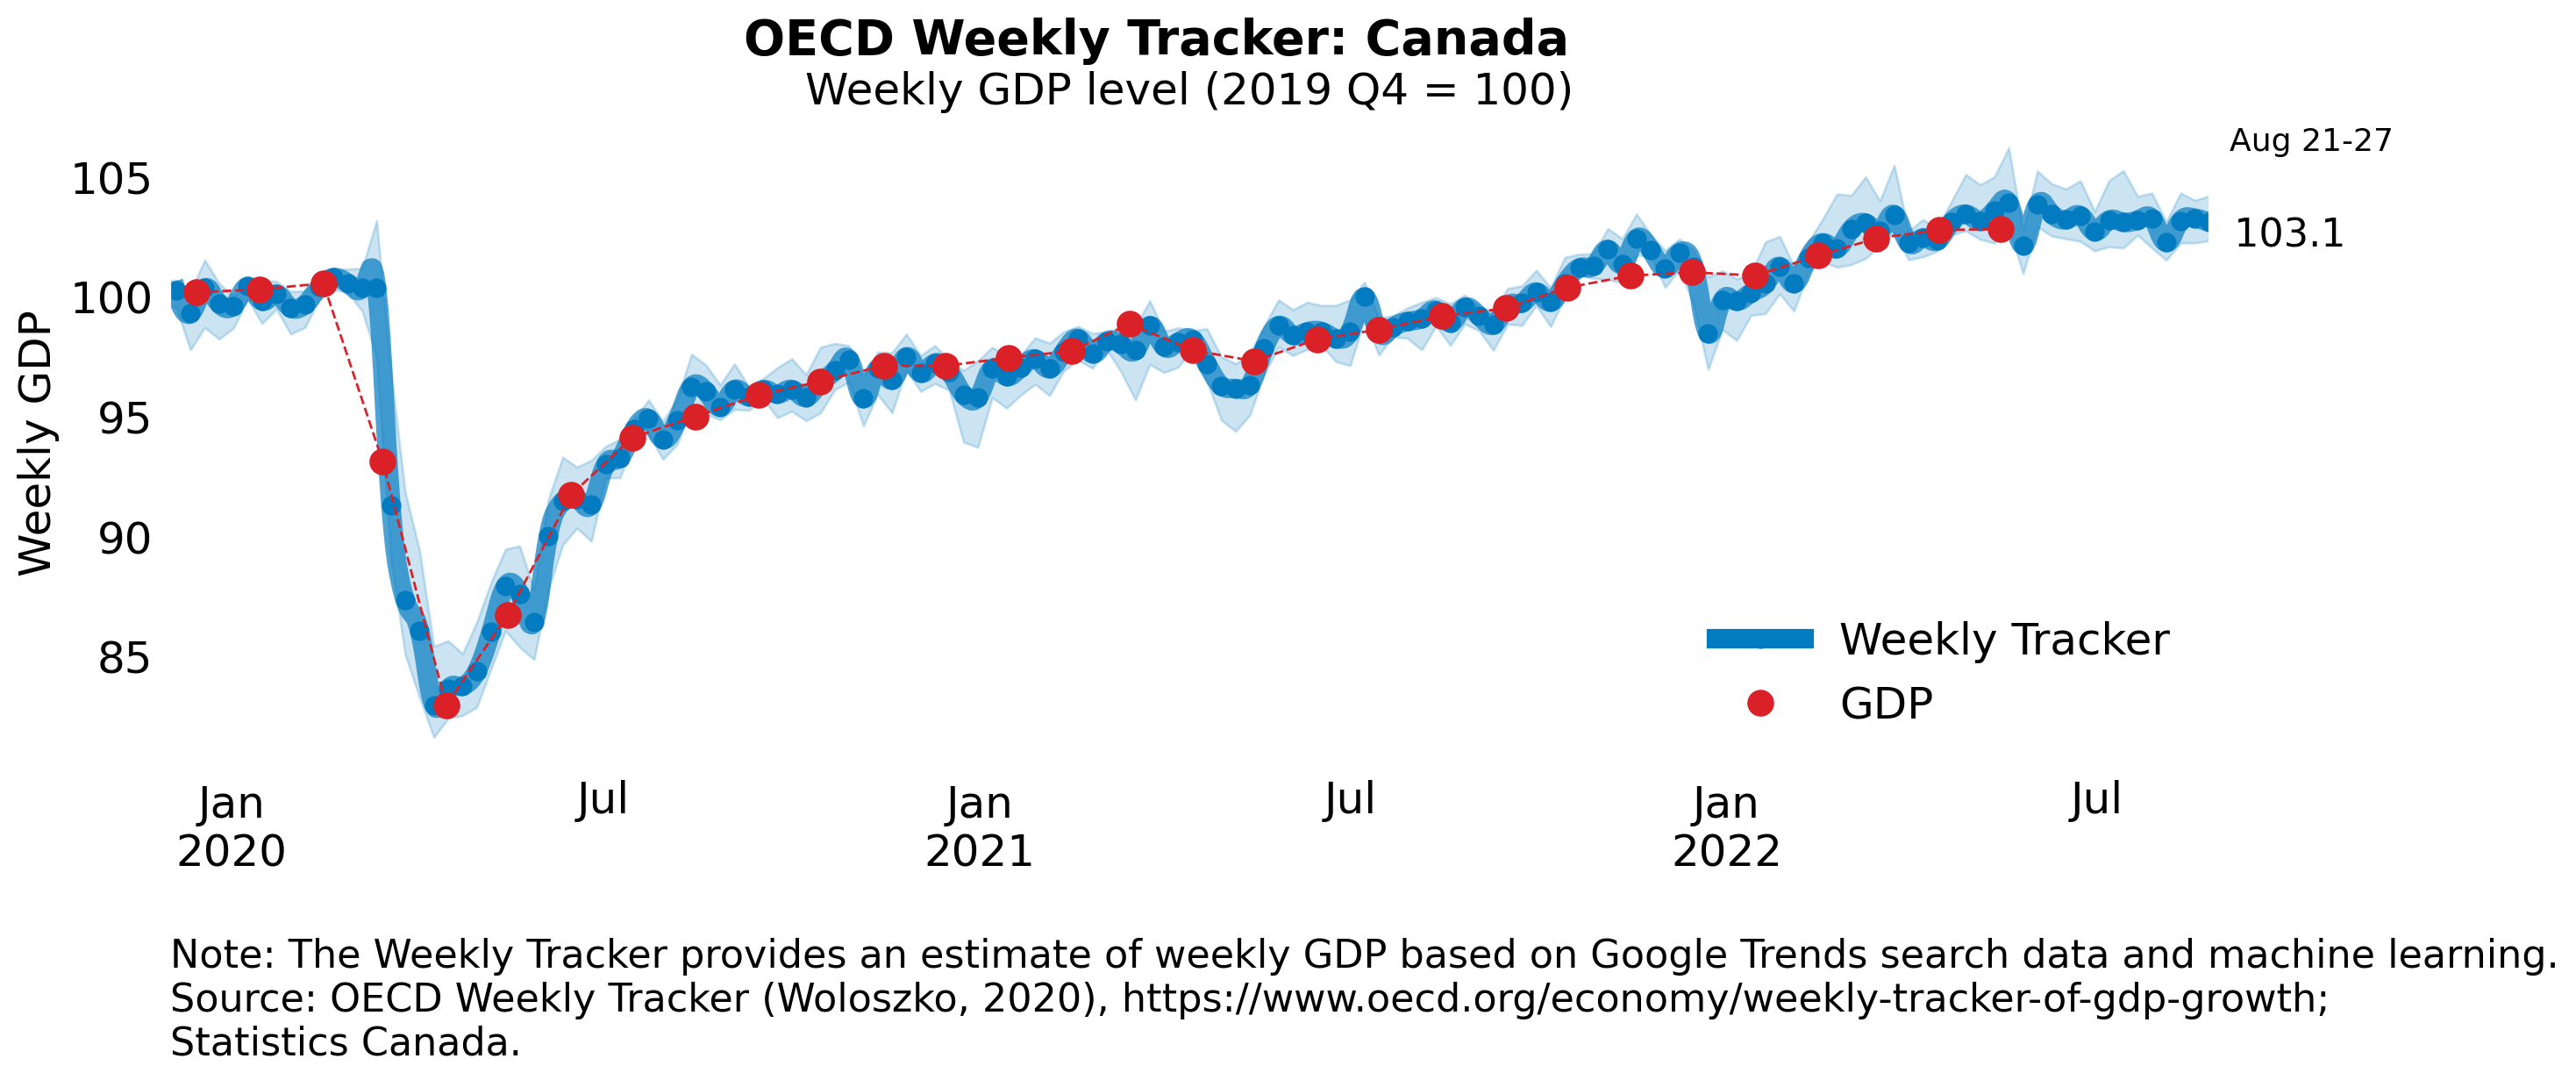 OECD Weekly Tracker: Canada
Weekly GDP level (2019 Q4 = 100)
Aug 21-27
103.1
Weekly GDP
105
100
95
90
85
Weekly Tracker
GDP
Jan
2020
Jul
Jan
2021
Jul
Jan
2022
Jul
Note: The Weekly Tracker provides an estimate of weekly GDP based on Google Trends search data and machine learning.
Source: OECD Weekly Tracker (Woloszko, 2020), https://www.oecd.org/economy/weekly-tracker-of-gdp-growth;
Statistics Canada.